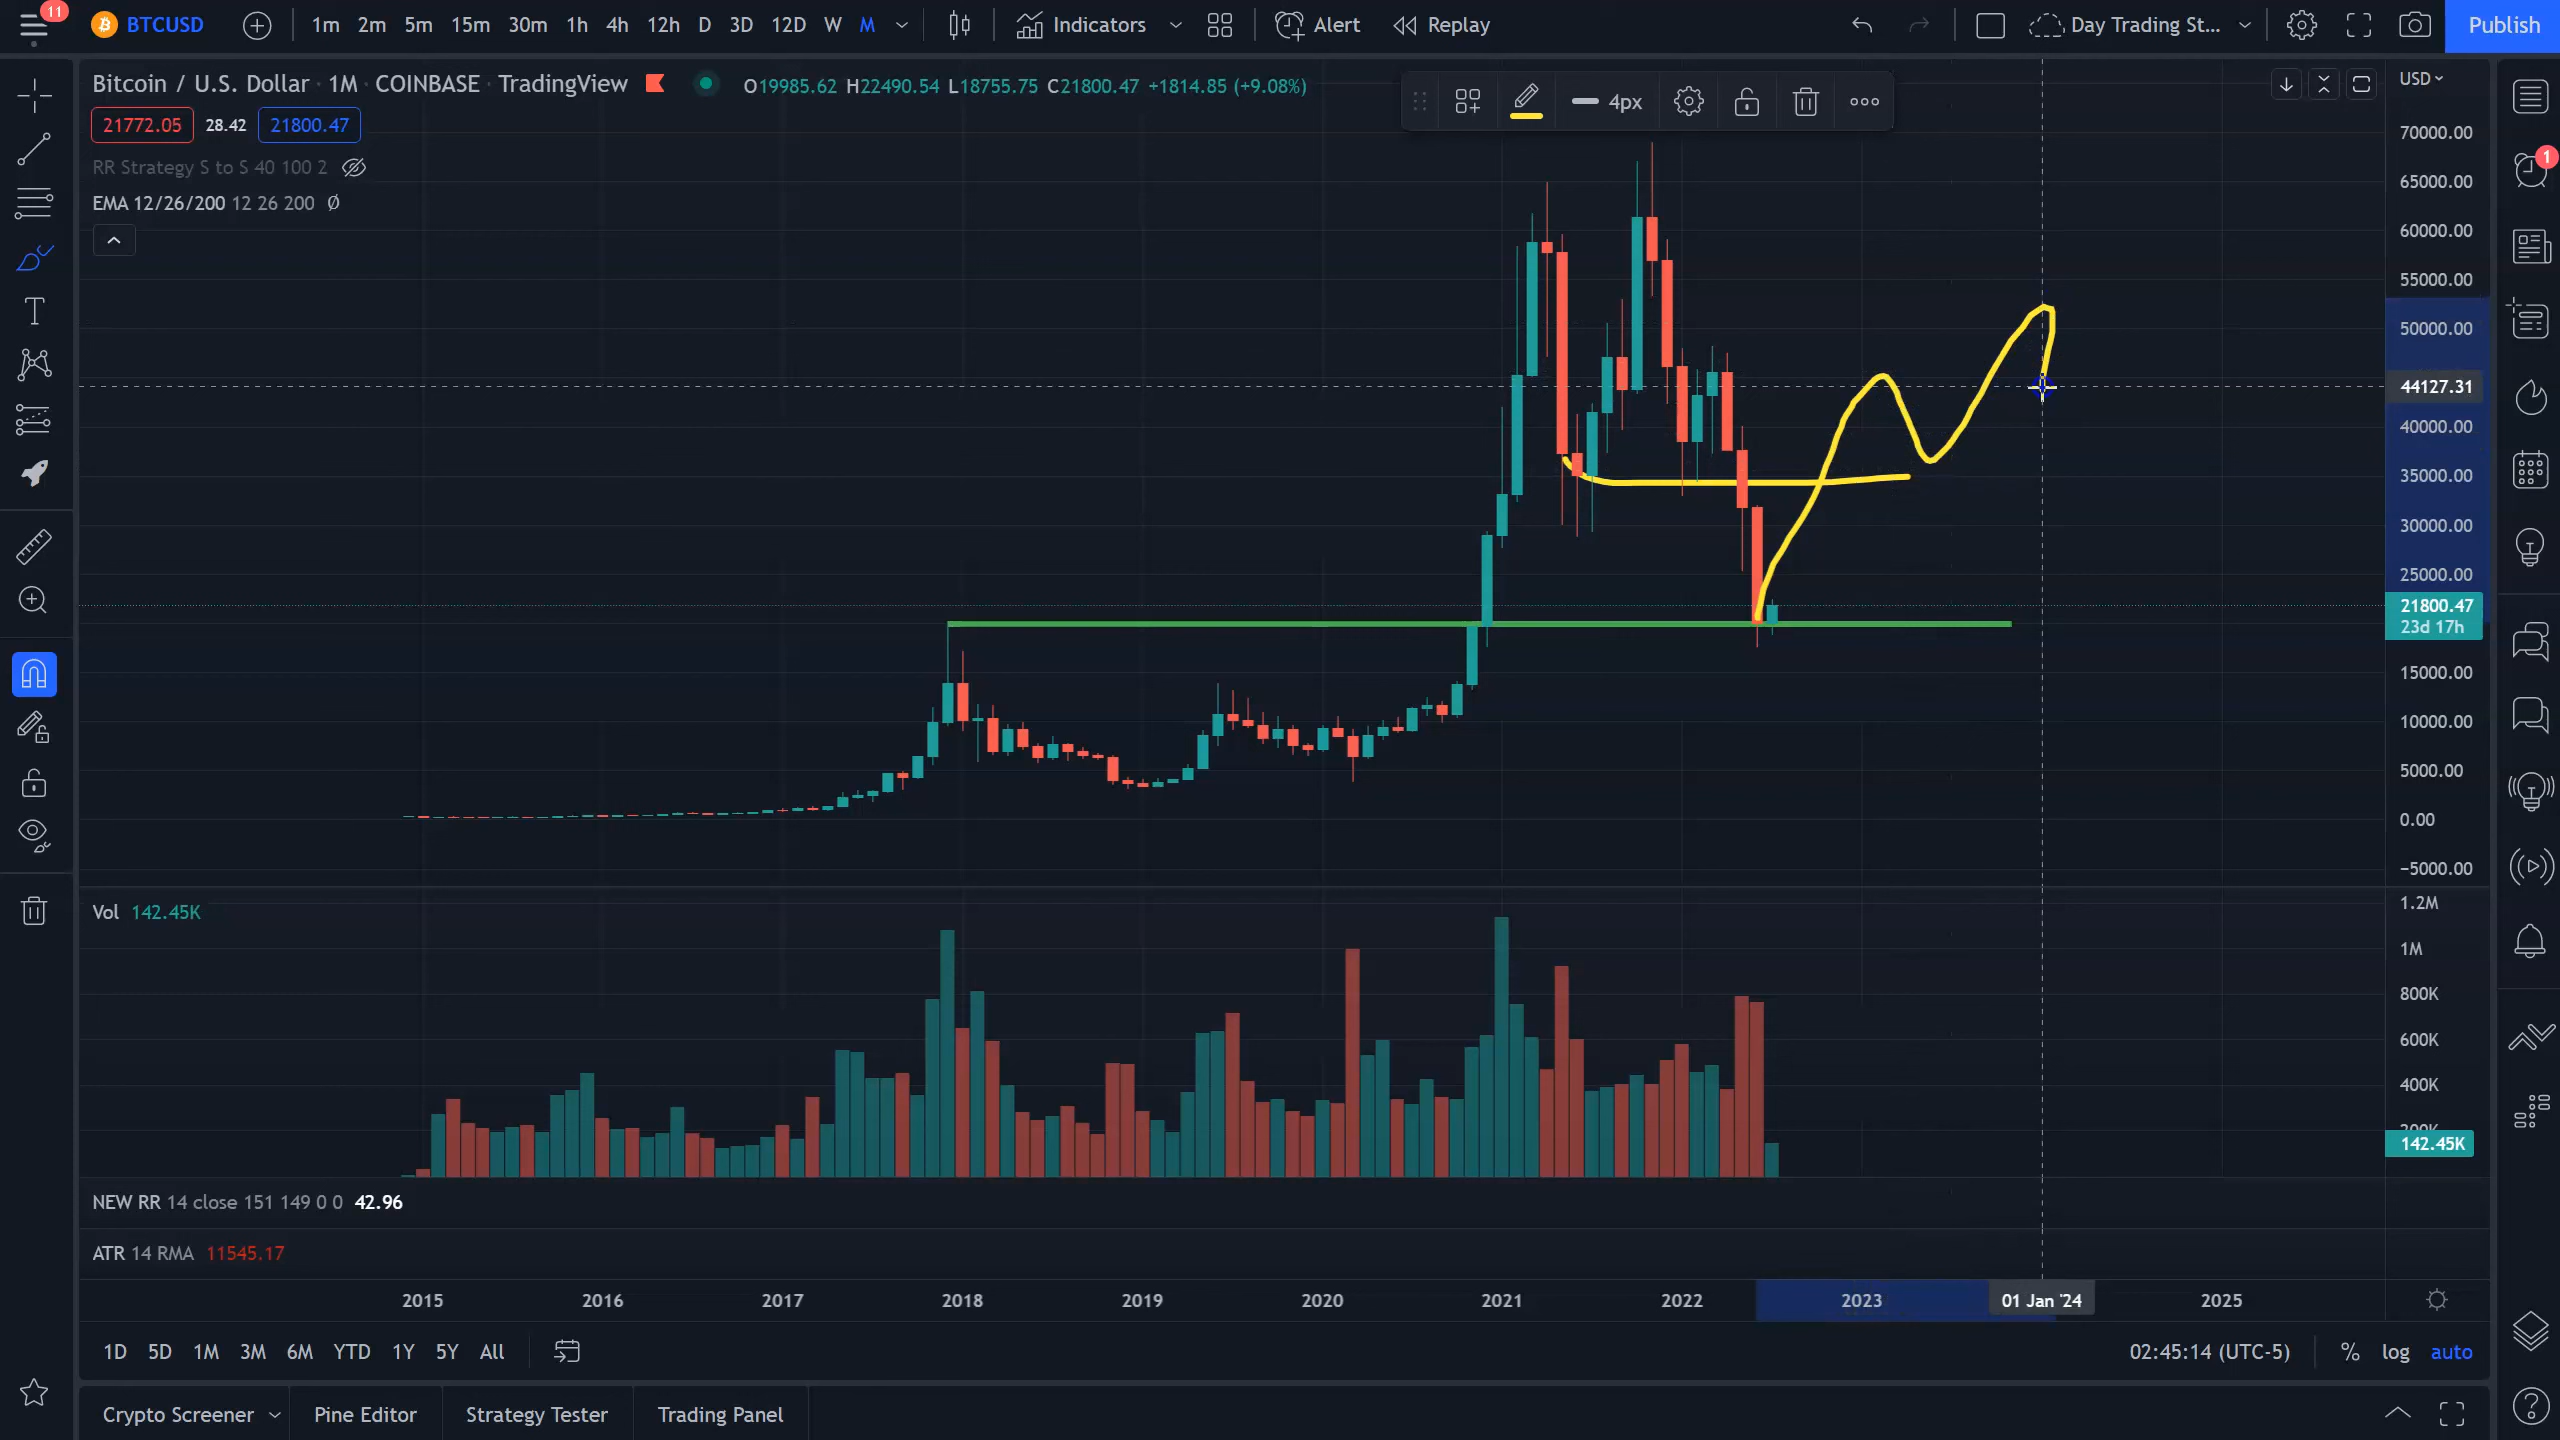 11
BTCUSD 1m 2m 5m 15m 30m 1h 4h 12h D 3D 12D W M Indicators Alert Replay Day Trading St... Publish
Bitcoin / U.S. Dollar · 1M · COINBASE · TradingView O19985.62 H22490.54 L18755.75 C21800.47 +1814.85 (+9.08%)
USD
4px
21772.05 28.42 21800.47
RR Strategy S to S 40 100 2
EMA 12/26/200 12 26 200
1
70000.00
65000.00
60000.00
55000.00
50000.00
44127.31
40000.00
35000.00
30000.00
25000.00
21800.47
23d 17h
15000.00
10000.00
5000.00
0.00
−5000.00
Vol 142.45K
1.2M
1M
800K
600K
400K
142.45K
NEW RR 14 close 151 149 0 0 42.96
ATR 14 RMA 11545.17
2015 2016 2017 2018 2019 2020 2021 2022 2023 01 Jan '24 2025
1D 5D 1M 3M 6M YTD 1Y 5Y All 02:45:14 (UTC-5) % log auto
Crypto Screener Pine Editor Strategy Tester Trading Panel